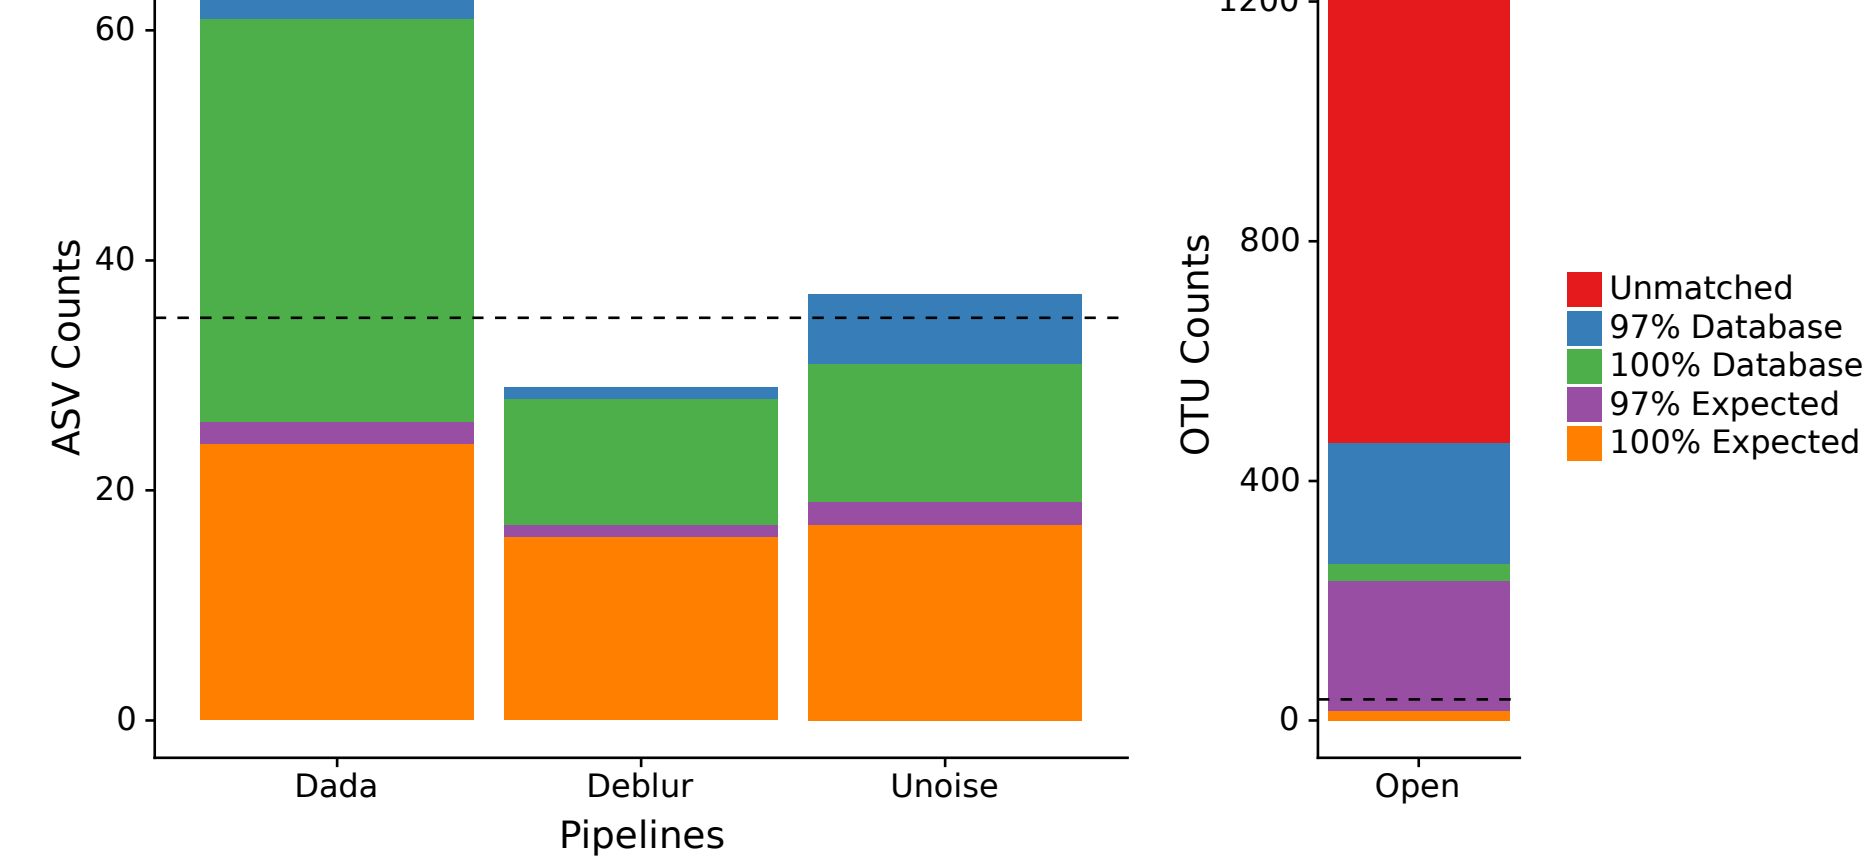 60
40
20
0
ASV Counts
Dada
Deblur
Unoise
Pipelines
1200
800
400
0
OTU Counts
Open
Unmatched
97% Database
100% Database
97% Expected
100% Expected